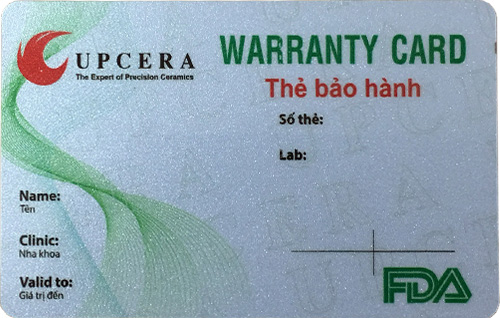 UPCERA
The Expert of Precision Ceramics
WARRANTY CARD
Thẻ bảo hành
Số thẻ:
Lab:
Name:
Tên
Clinic:
Nha khoa
Valid to:
Giá trị đến
FDA